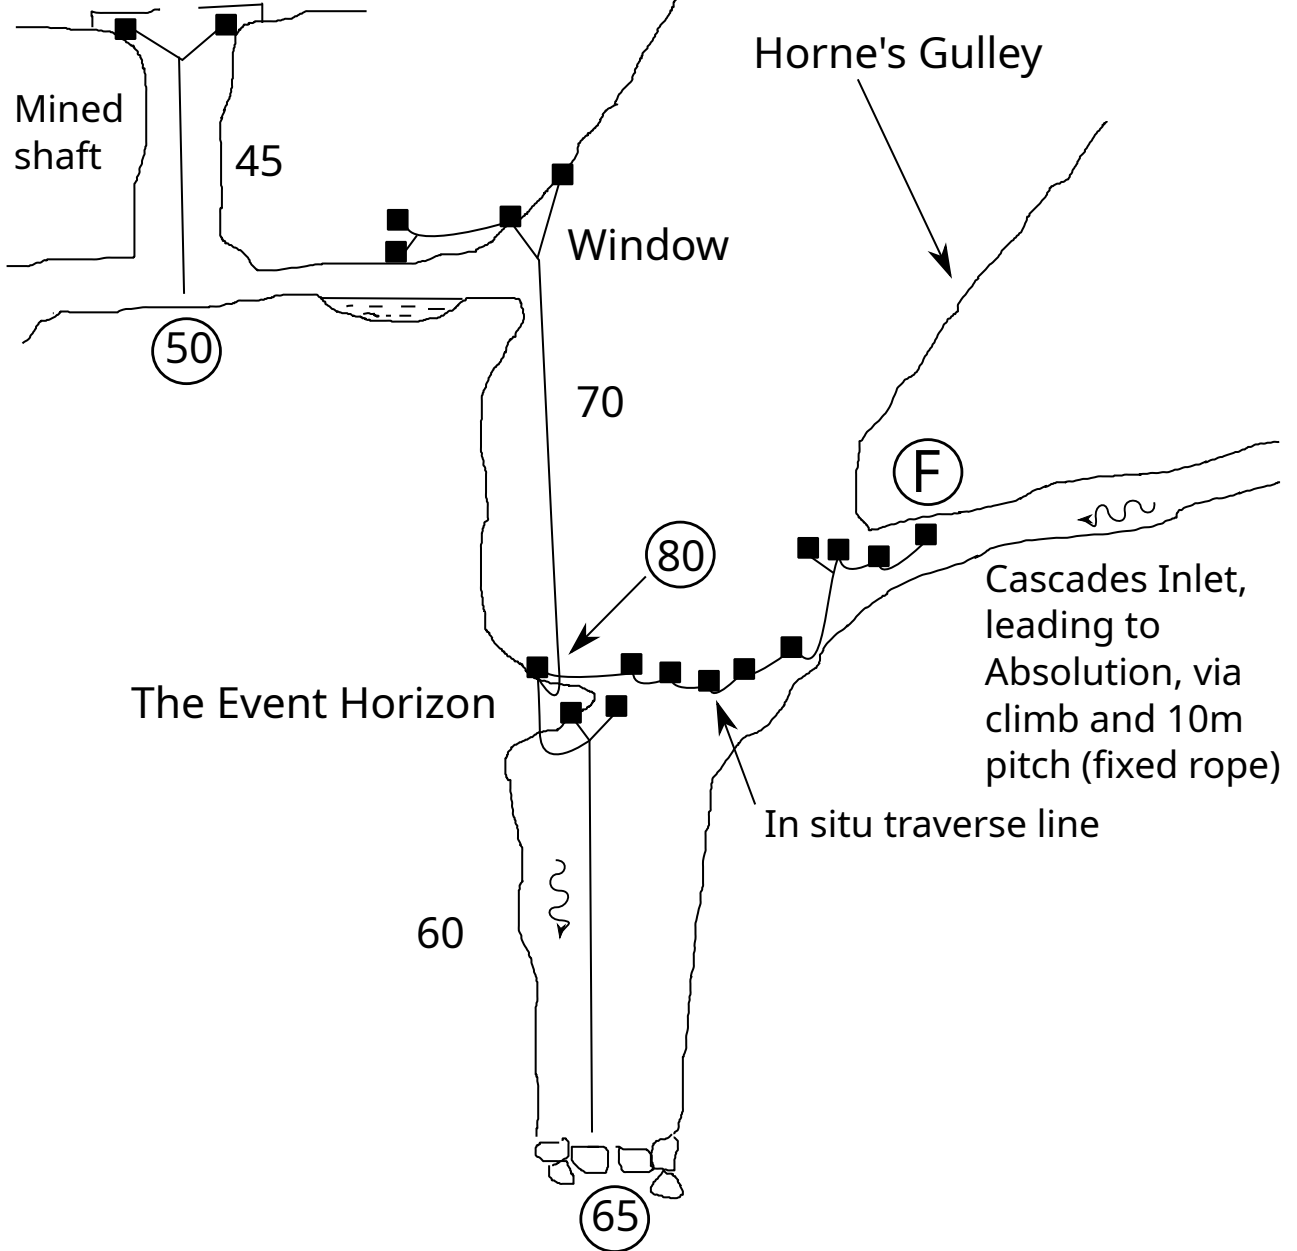 Horne's Gulley
Mined
shaft
45
Window
50
70
F
80
Cascades Inlet,
leading to
Absolution, via
climb and 10m
pitch (fixed rope)
The Event Horizon
In situ traverse line
60
65